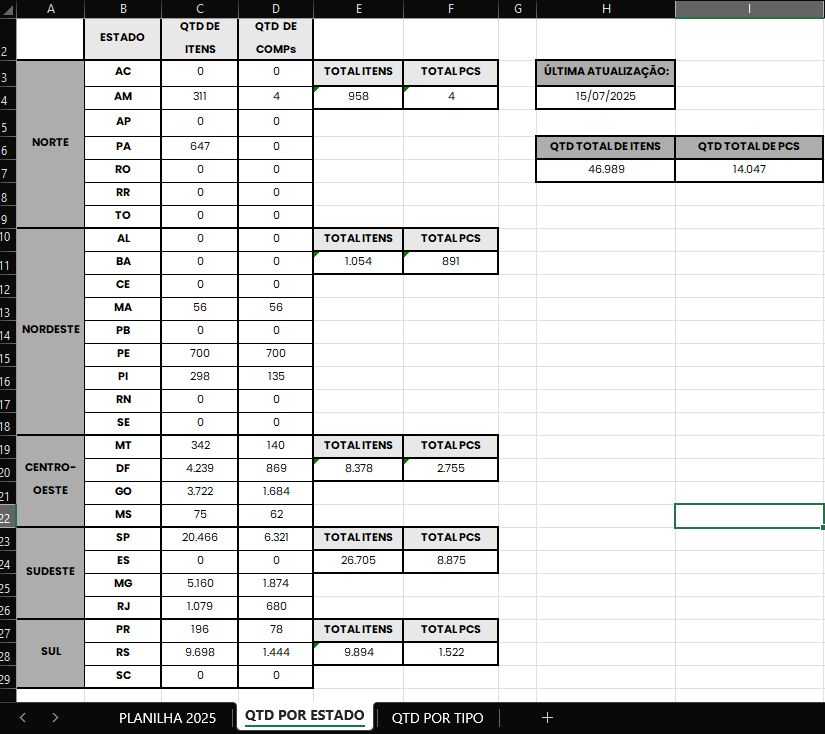 A B C D E F G H I
2 ESTADO QTD DE ITENS QTD DE COMPs
3 AC 0 0 TOTAL ITENS TOTAL PCS ÚLTIMA ATUALIZAÇÃO:
4 AM 311 4 958 4 15/07/2025
5 AP 0 0
NORTE
6 PA 647 0 QTD TOTAL DE ITENS QTD TOTAL DE PCS
7 RO 0 0 46.989 14.047
8 RR 0 0
9 TO 0 0
10 AL 0 0 TOTAL ITENS TOTAL PCS
11 BA 0 0 1.054 891
12 CE 0 0
13 MA 56 56
14 NORDESTE PB 0 0
15 PE 700 700
16 PI 298 135
17 RN 0 0
18 SE 0 0
19 MT 342 140 TOTAL ITENS TOTAL PCS
20 CENTRO-OESTE DF 4.239 869 8.378 2.755
21 GO 3.722 1.684
22 MS 75 62
23 SP 20.466 6.321 TOTAL ITENS TOTAL PCS
24 ES 0 0 26.705 8.875
SUDESTE
25 MG 5.160 1.874
26 RJ 1.079 680
27 PR 196 78 TOTAL ITENS TOTAL PCS
28 SUL RS 9.698 1.444 9.894 1.522
29 SC 0 0
PLANILHA 2025 QTD POR ESTADO QTD POR TIPO +